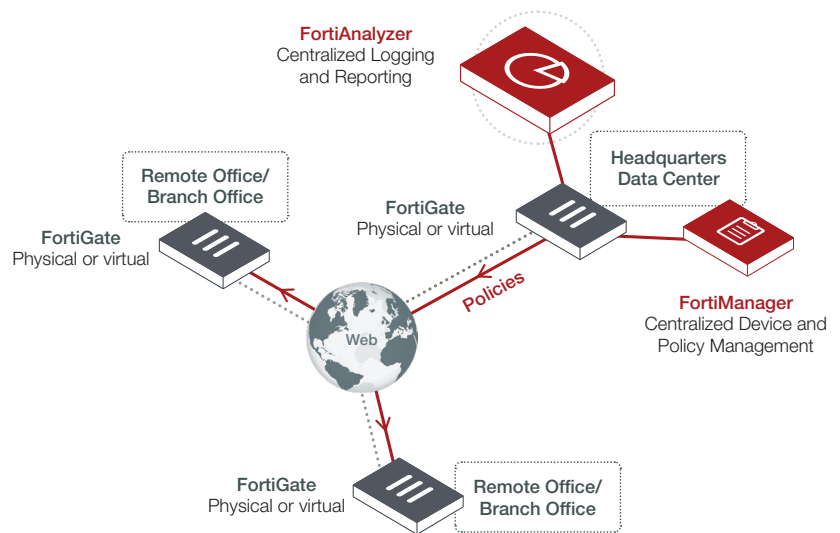 FortiAnalyzer
Centralized Logging
and Reporting
Headquarters
Data Center
Remote Office/
Branch Office
FortiGate
Physical or virtual
FortiGate
Physical or virtual
Policies
FortiManager
Centralized Device and
Policy Management
Web
FortiGate
Physical or virtual
Remote Office/
Branch Office